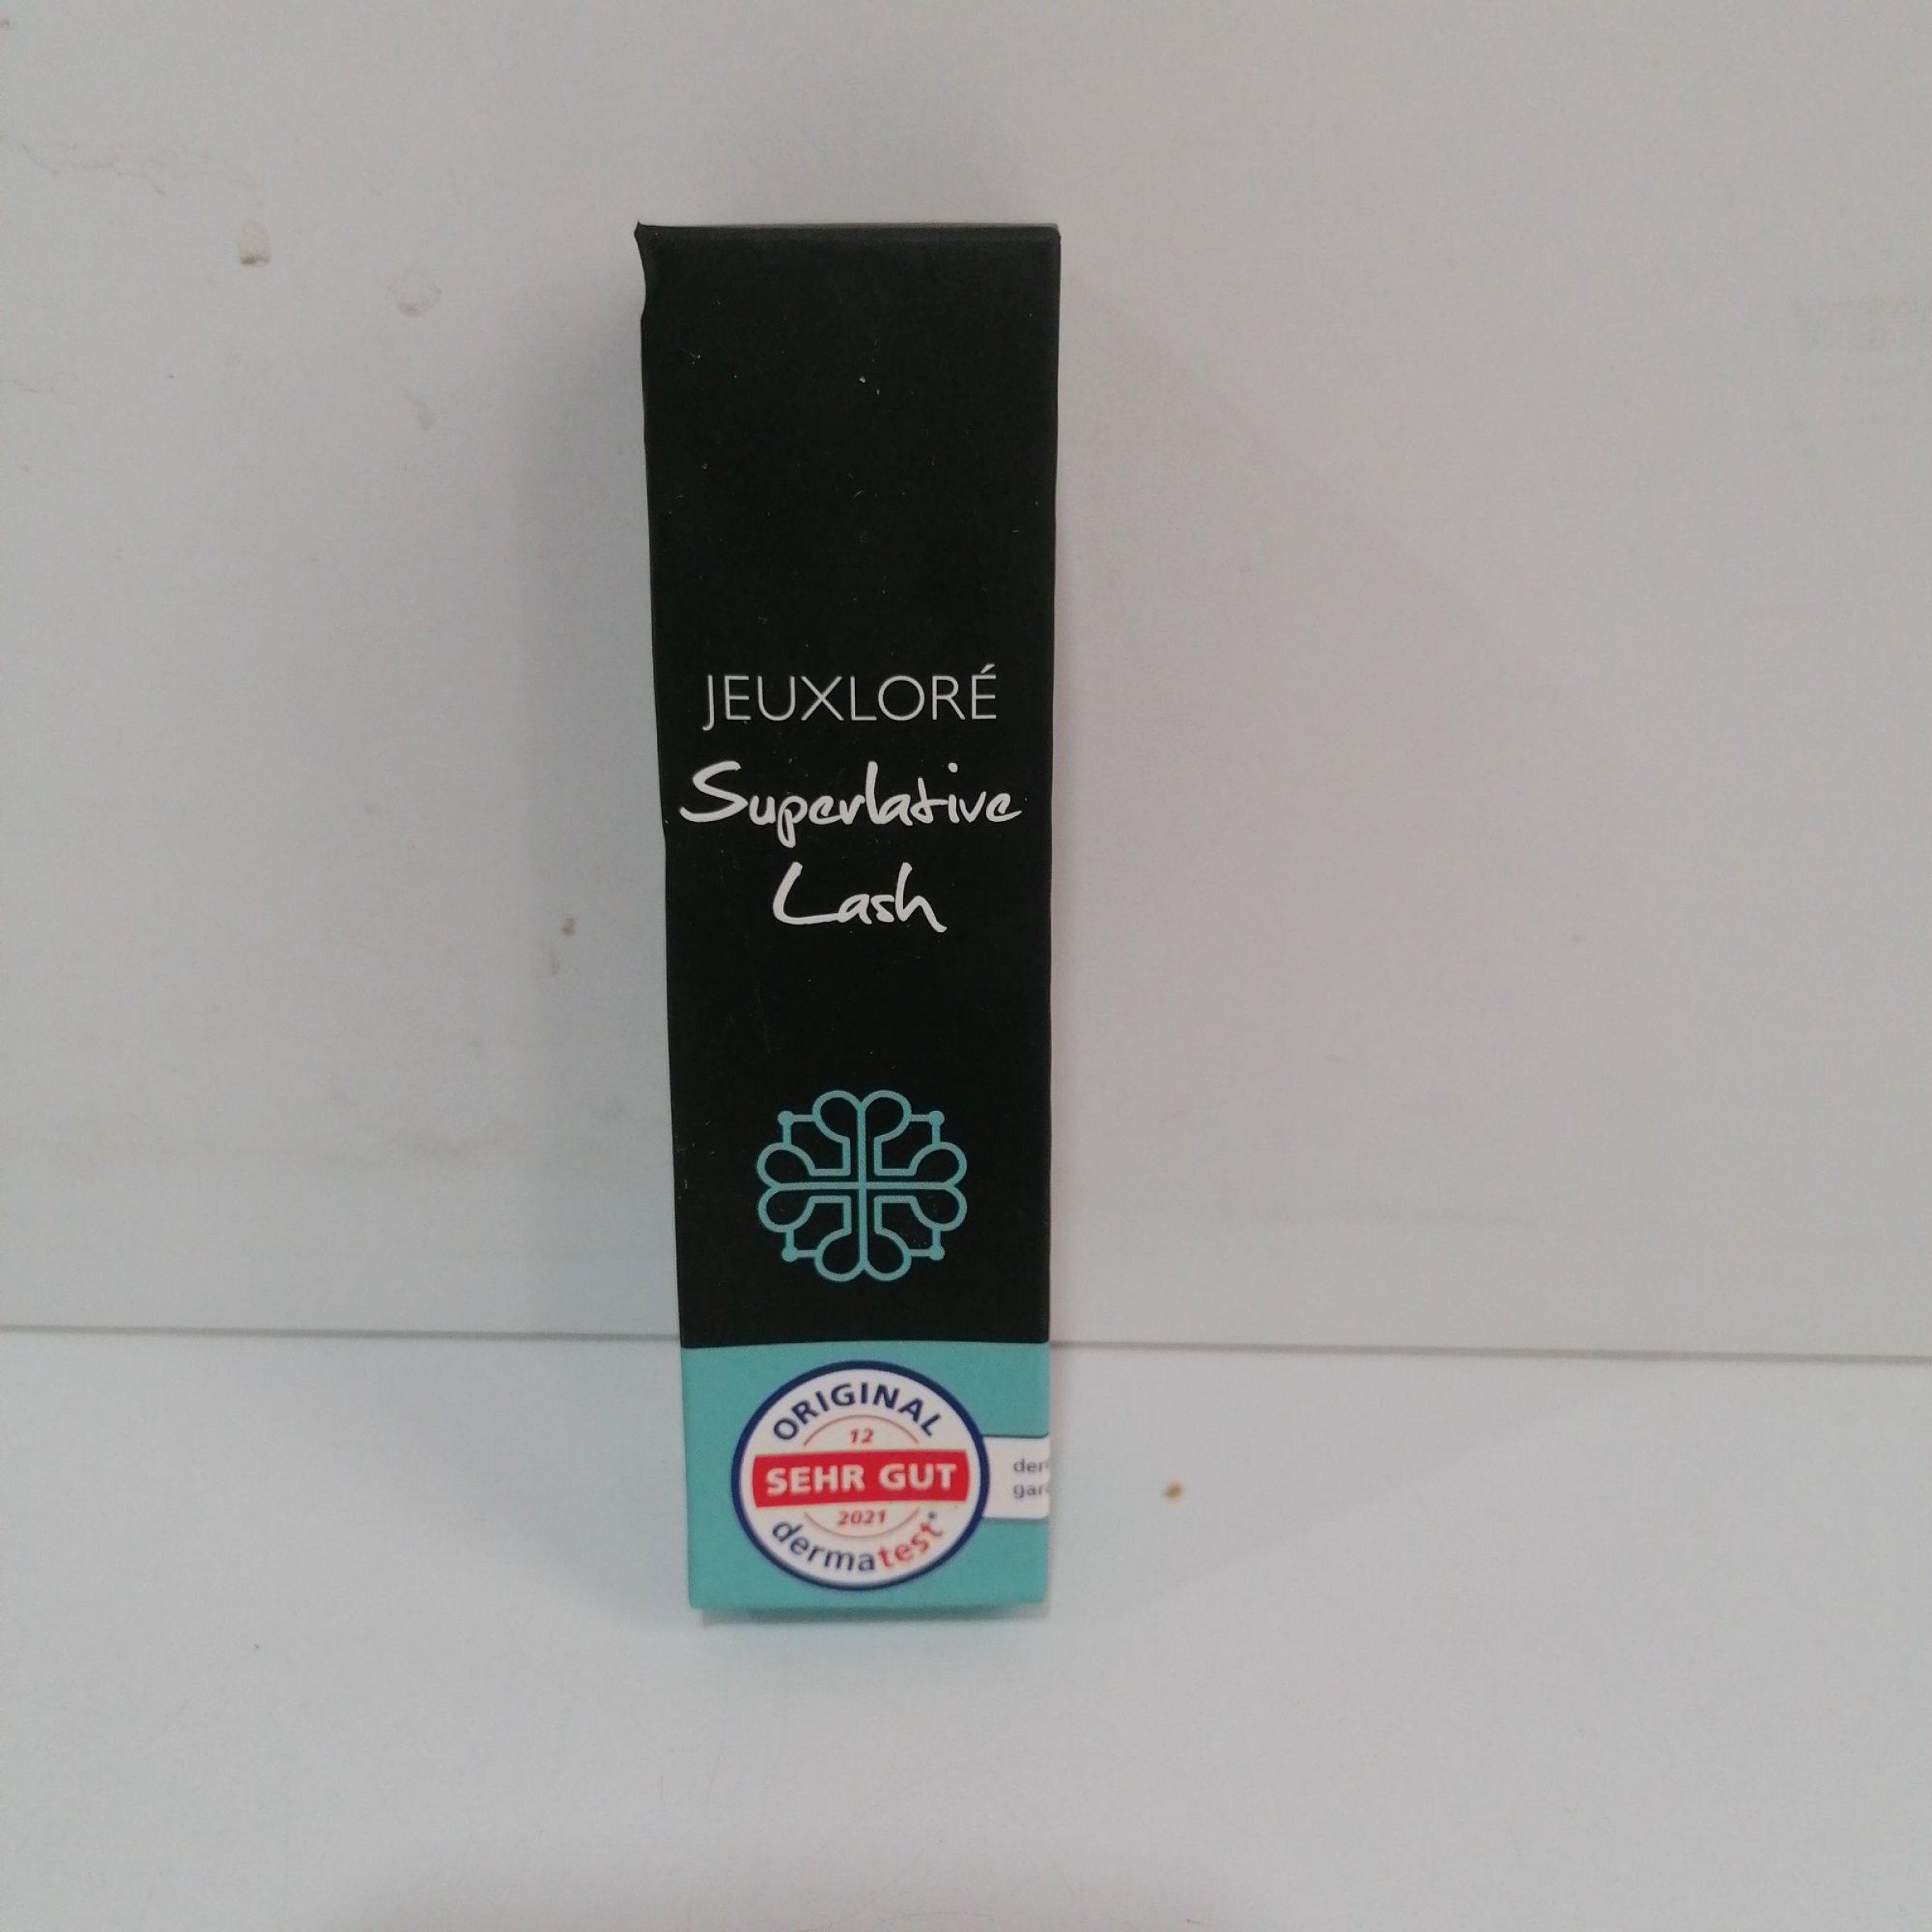 JEUXLORÉ
Superlative
Lash
ORIGINAL
12
SEHR GUT
2021
dermatest®